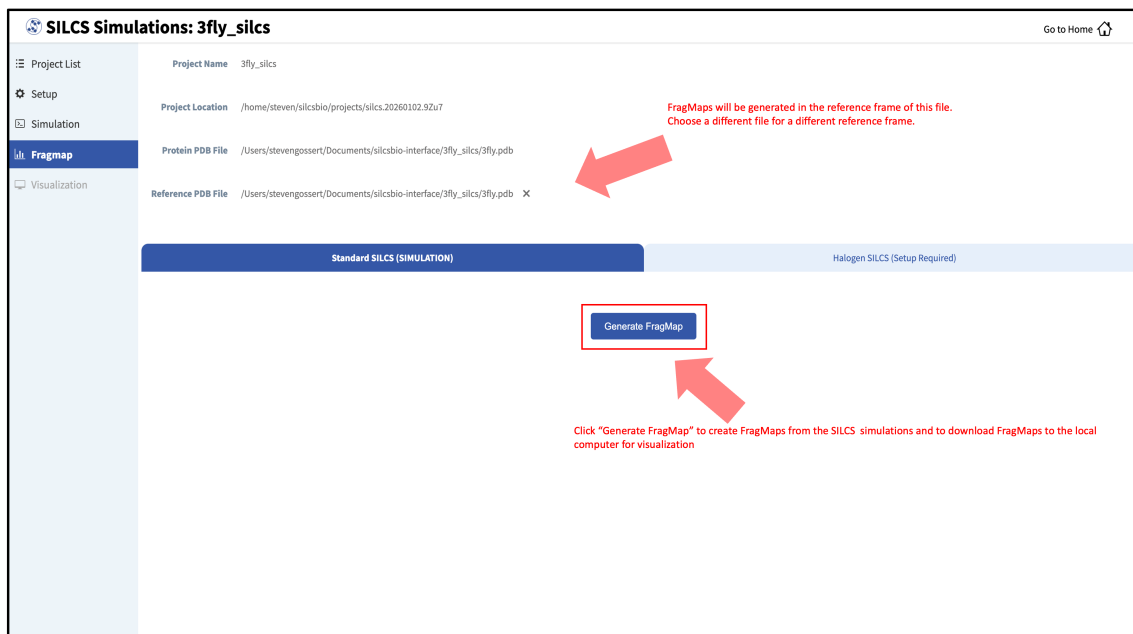 SILCS Simulations: 3fly_silcs
Go to Home
Project List
Setup
Simulation
Fragmap
Visualization
Project Name 3fly_silcs
Project Location /home/steven/silcsbio/projects/silcs.20260102.9Zu7
Protein PDB File /Users/stevengossert/Documents/silcsbio-interface/3fly_silcs/3fly.pdb
Reference PDB File /Users/stevengossert/Documents/silcsbio-interface/3fly_silcs/3fly.pdb ✕
FragMaps will be generated in the reference frame of this file.
Choose a different file for a different reference frame.
Standard SILCS (SIMULATION)
Halogen SILCS (Setup Required)
Generate FragMap
Click “Generate FragMap” to create FragMaps from the SILCS simulations and to download FragMaps to the local
computer for visualization